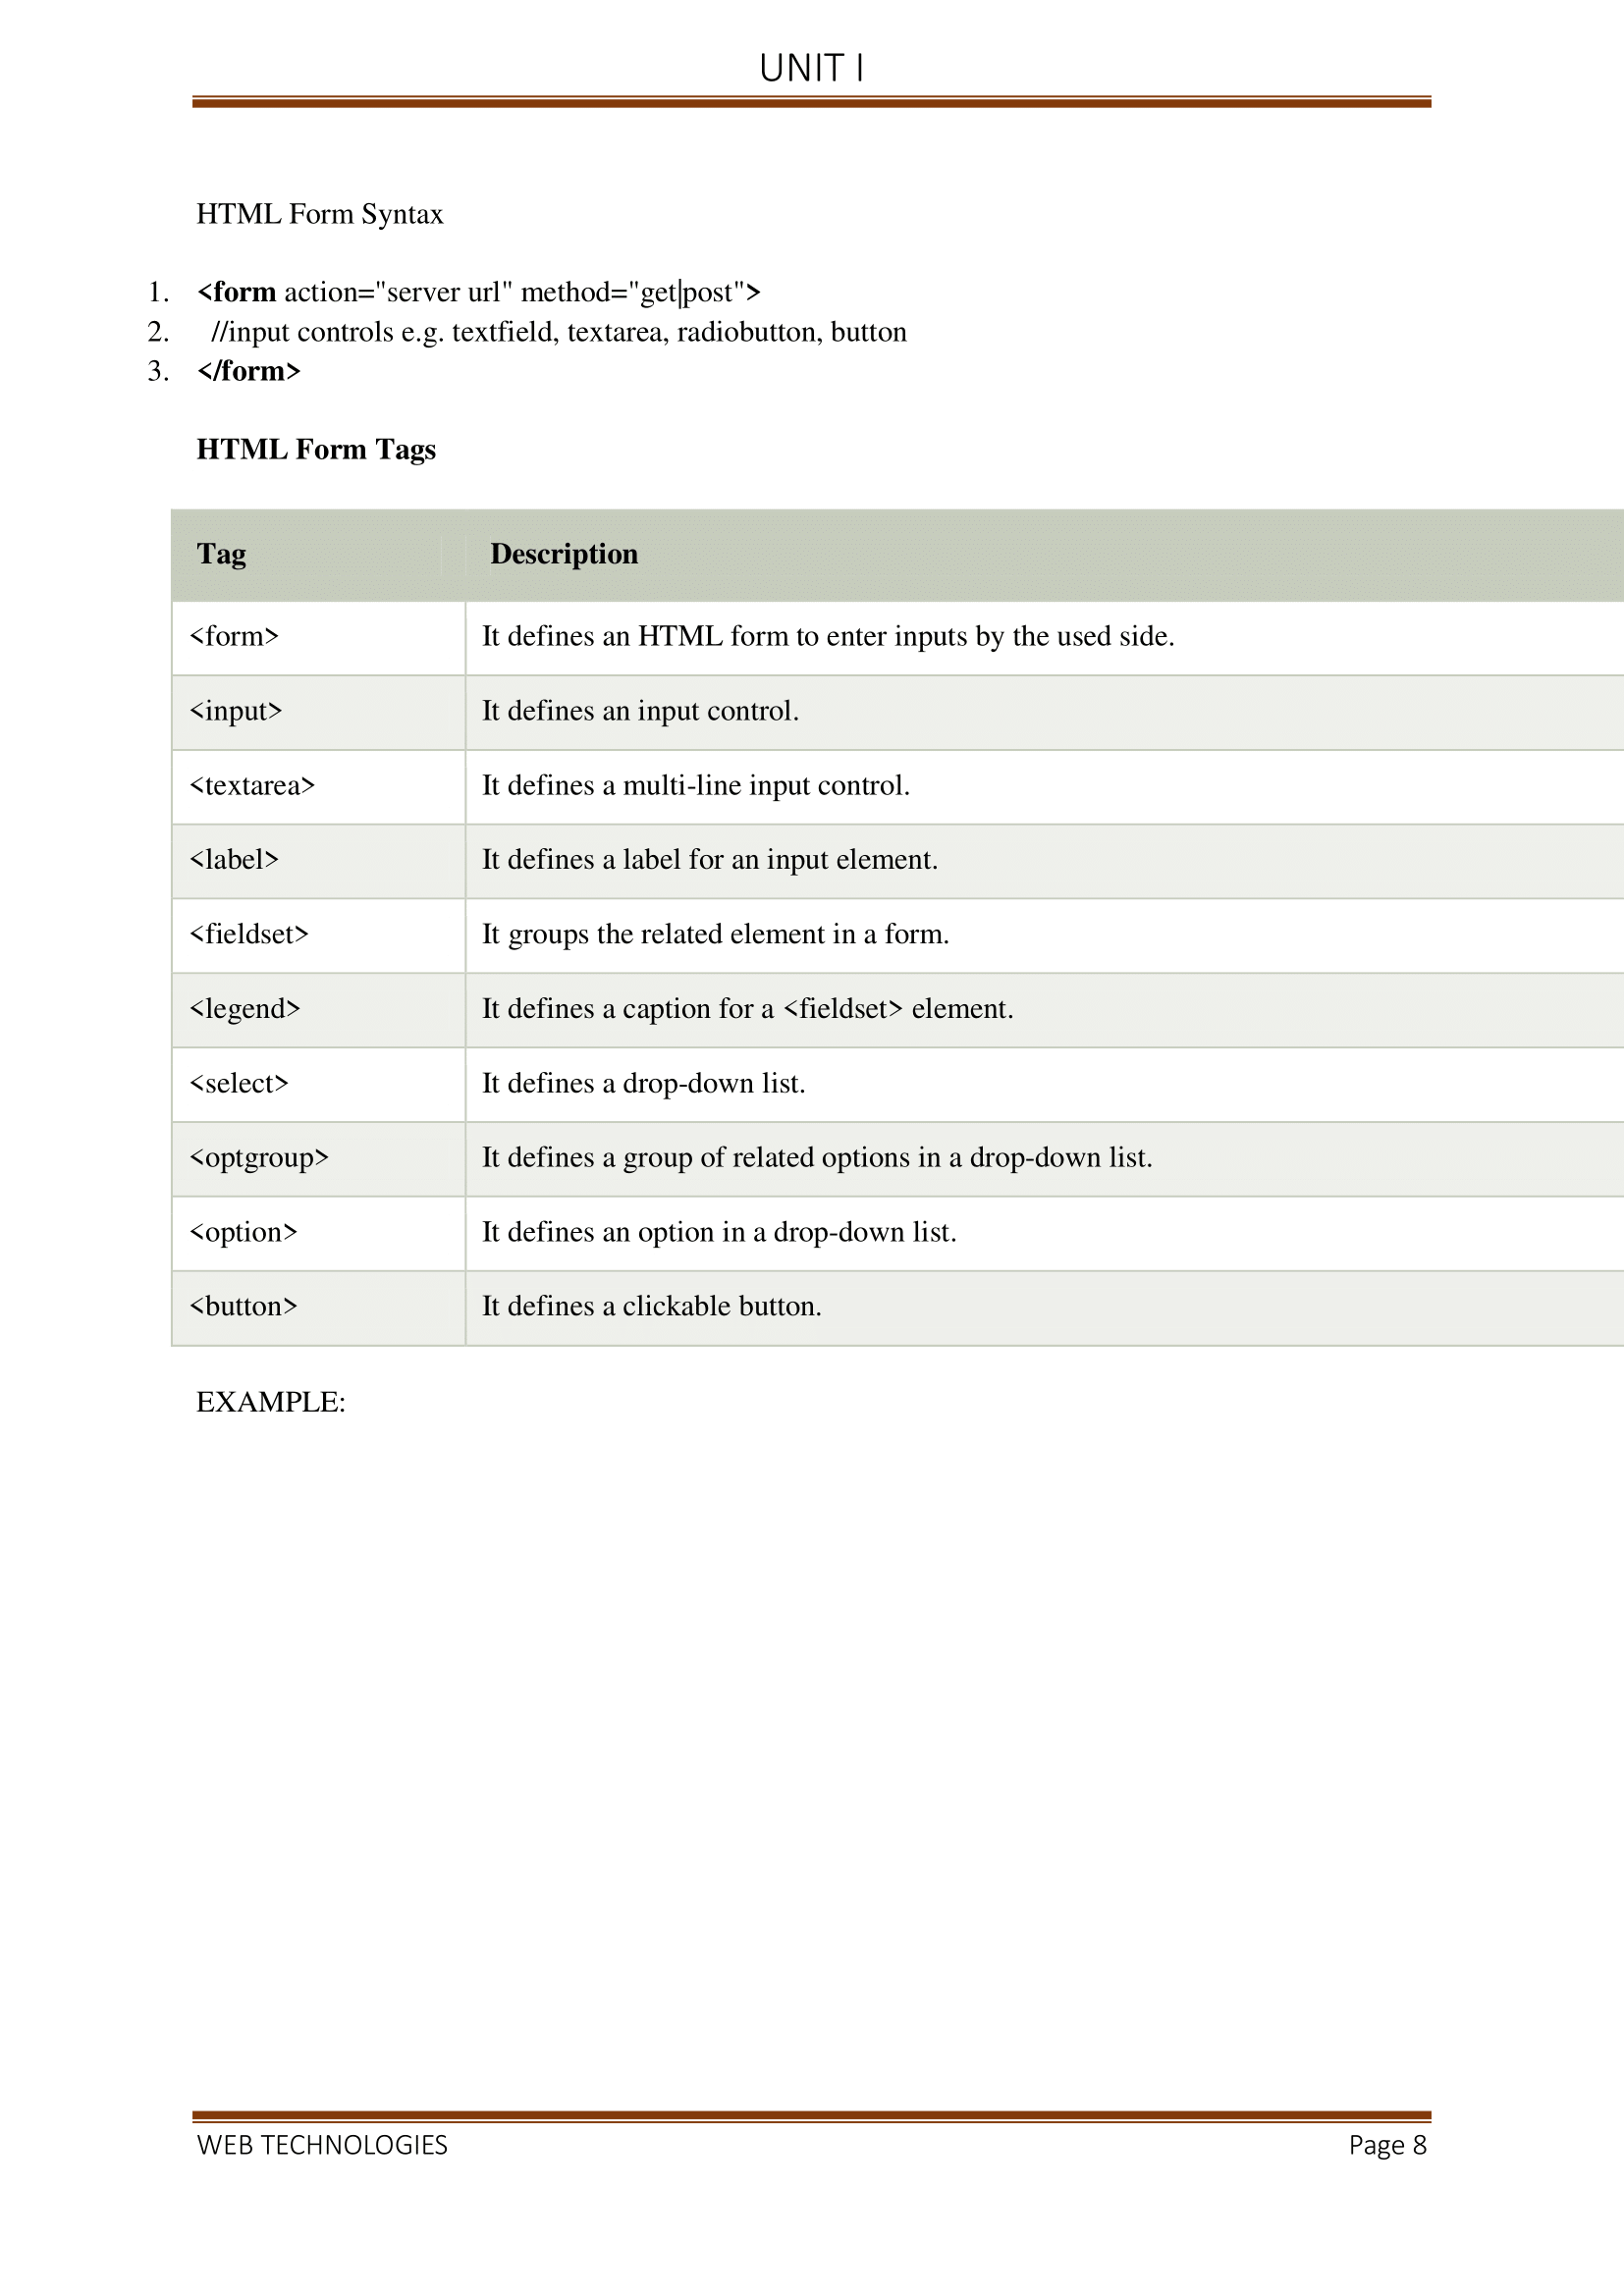 UNIT I
HTML Form Syntax
1. <form action="server url" method="get|post">
2. //input controls e.g. textfield, textarea, radiobutton, button
3. </form>
HTML Form Tags
Tag Description
<form> It defines an HTML form to enter inputs by the used side.
<input> It defines an input control.
<textarea> It defines a multi-line input control.
<label> It defines a label for an input element.
<fieldset> It groups the related element in a form.
<legend> It defines a caption for a <fieldset> element.
<select> It defines a drop-down list.
<optgroup> It defines a group of related options in a drop-down list.
<option> It defines an option in a drop-down list.
<button> It defines a clickable button.
EXAMPLE:
WEB TECHNOLOGIES Page 8